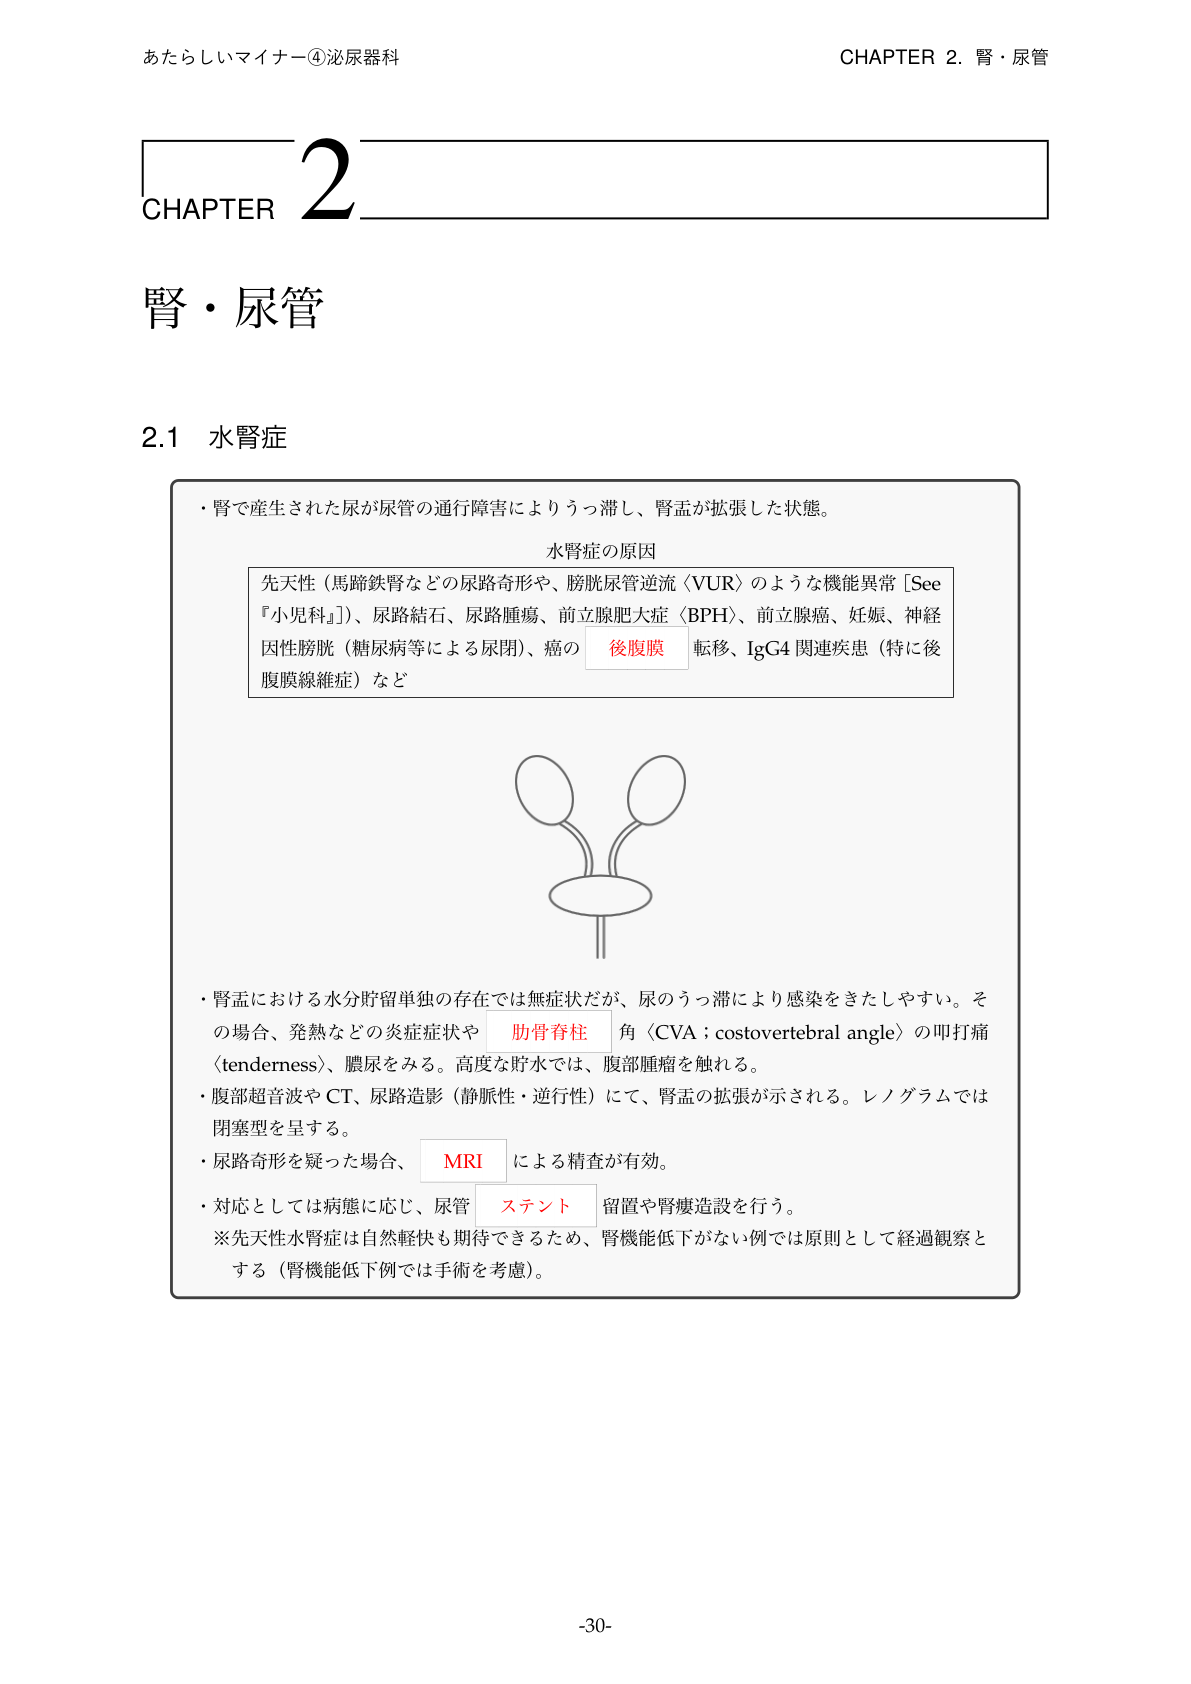 あたらしいマイナー④泌尿器科
CHAPTER 2. 腎・尿管
CHAPTER 2
腎・尿管
2.1 水腎症
・腎で産生された尿が尿管の通行障害によりうっ滞し、腎盂が拡張した状態。
水腎症の原因
先天性（馬蹄鉄腎などの尿路奇形や、膀胱尿管逆流〈VUR〉のような機能異常［See
『小児科』］）、尿路結石、尿路腫瘍、前立腺肥大症〈BPH〉、前立腺癌、妊娠、神経
因性膀胱（糖尿病等による尿閉）、癌の 後腹膜 転移、IgG4 関連疾患（特に後
腹膜線維症）など
・腎盂における水分貯留単独の存在では無症状だが、尿のうっ滞により感染をきたしやすい。そ
の場合、発熱などの炎症症状や 肋骨脊柱 角〈CVA；costovertebral angle〉の叩打痛
〈tenderness〉、膿尿をみる。高度な貯水では、腹部腫瘤を触れる。
・腹部超音波や CT、尿路造影（静脈性・逆行性）にて、腎盂の拡張が示される。レノグラムでは
閉塞型を呈する。
・尿路奇形を疑った場合、 MRI による精査が有効。
・対応としては病態に応じ、尿管 ステント 留置や腎瘻造設を行う。
※先天性水腎症は自然軽快も期待できるため、腎機能低下がない例では原則として経過観察と
する（腎機能低下例では手術を考慮）。
-30-